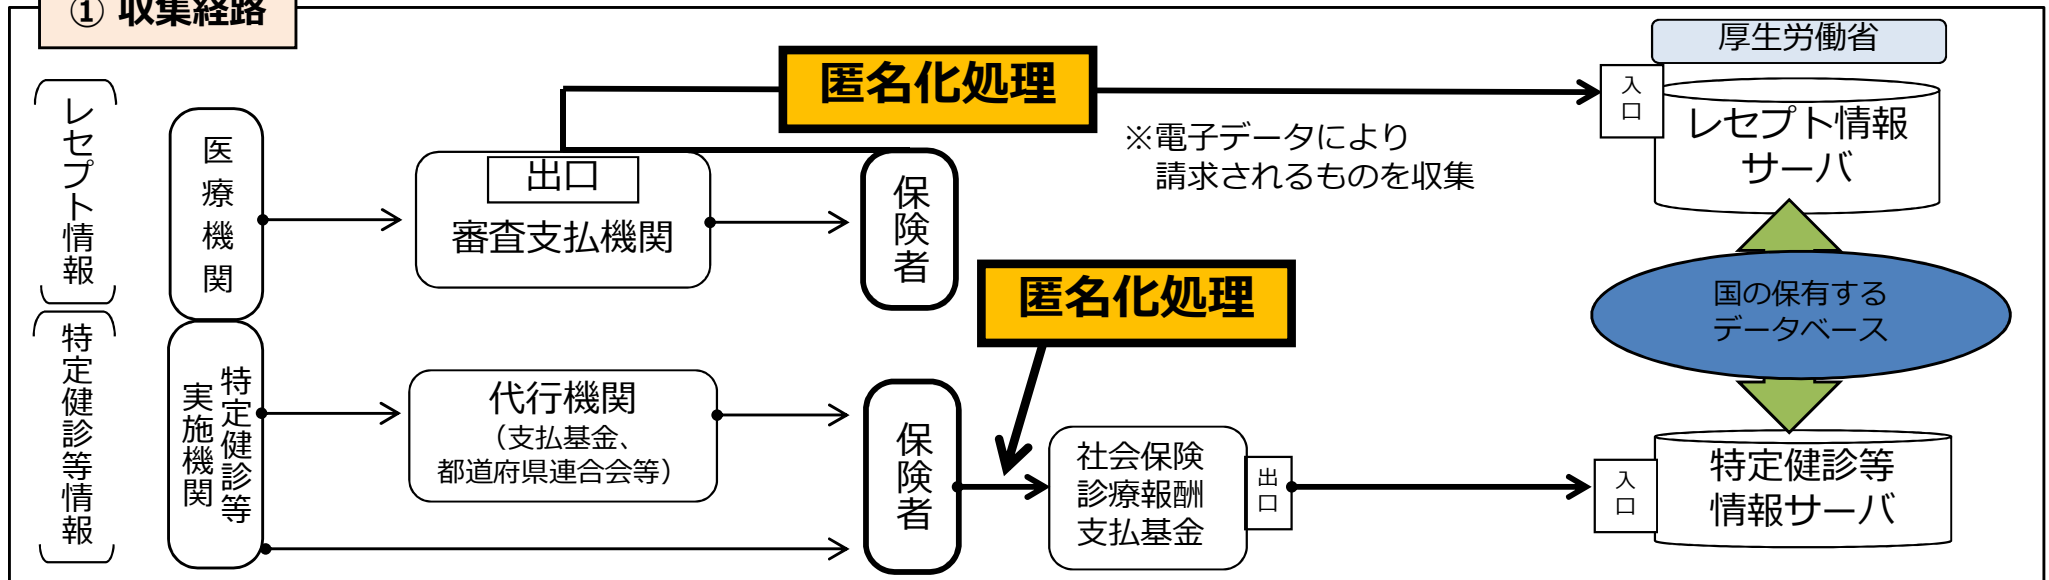 ① 収集経路
厚生労働省
レセプト情報
医療機関
出口
審査支払機関
保険者
匿名化処理
※電子データにより
請求されるものを収集
入口
レセプト情報
サーバ
国の保有する
データベース
特定健診等情報
特定健診等
実施機関
代行機関
（支払基金、
都道府県連合会等）
保険者
匿名化処理
社会保険
診療報酬
支払基金
出口
入口
特定健診等
情報サーバ